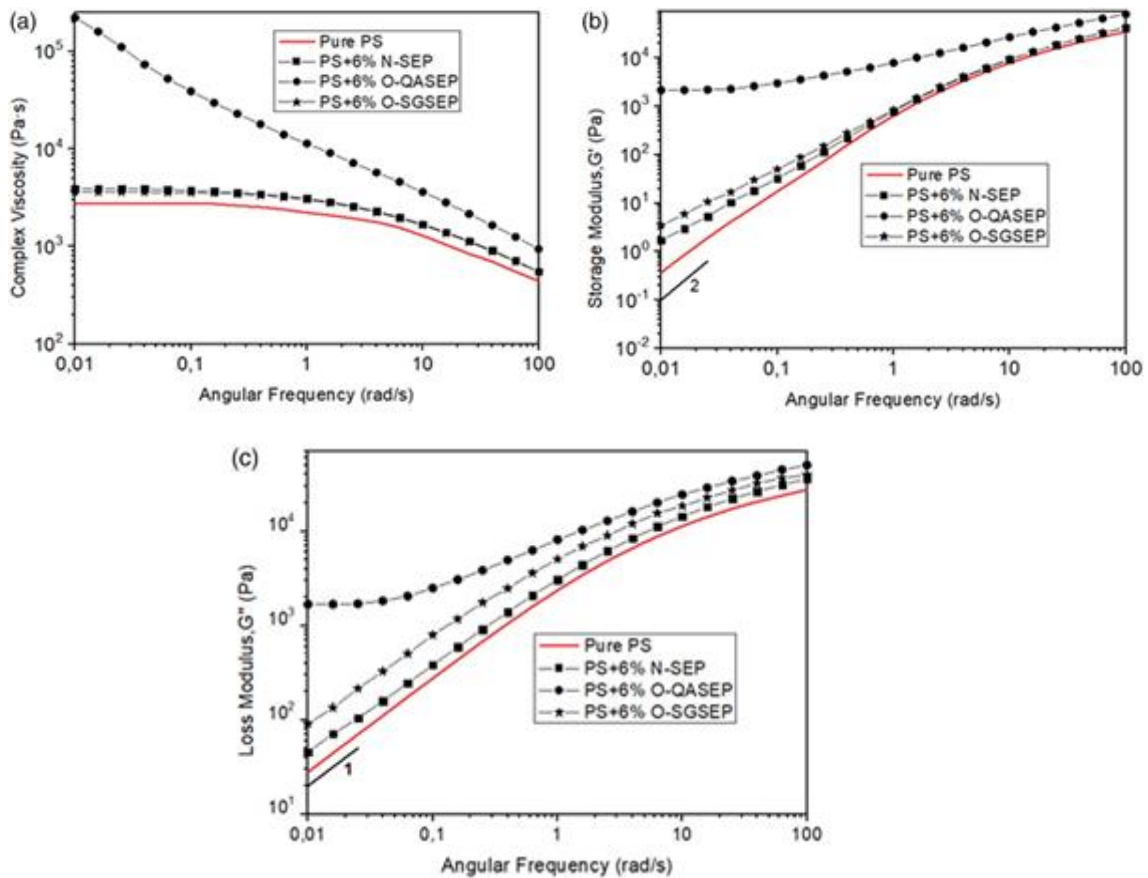 (a)
Complex Viscosity (Pa·s)
10^5
10^4
10^3
10^2
Pure PS
PS+6% N-SEP
PS+6% O-QASEP
PS+6% O-SGSEP
0,01 0,1 1 10 100
Angular Frequency (rad/s)
(b)
Storage Modulus,G' (Pa)
10^4
10^3
10^2
10^1
10^0
10^-1
10^-2
Pure PS
PS+6% N-SEP
PS+6% O-QASEP
PS+6% O-SGSEP
2
0,01 0,1 1 10 100
Angular Frequency (rad/s)
(c)
Loss Modulus,G'' (Pa)
10^4
10^3
10^2
10^1
Pure PS
PS+6% N-SEP
PS+6% O-QASEP
PS+6% O-SGSEP
1
0,01 0,1 1 10 100
Angular Frequency (rad/s)